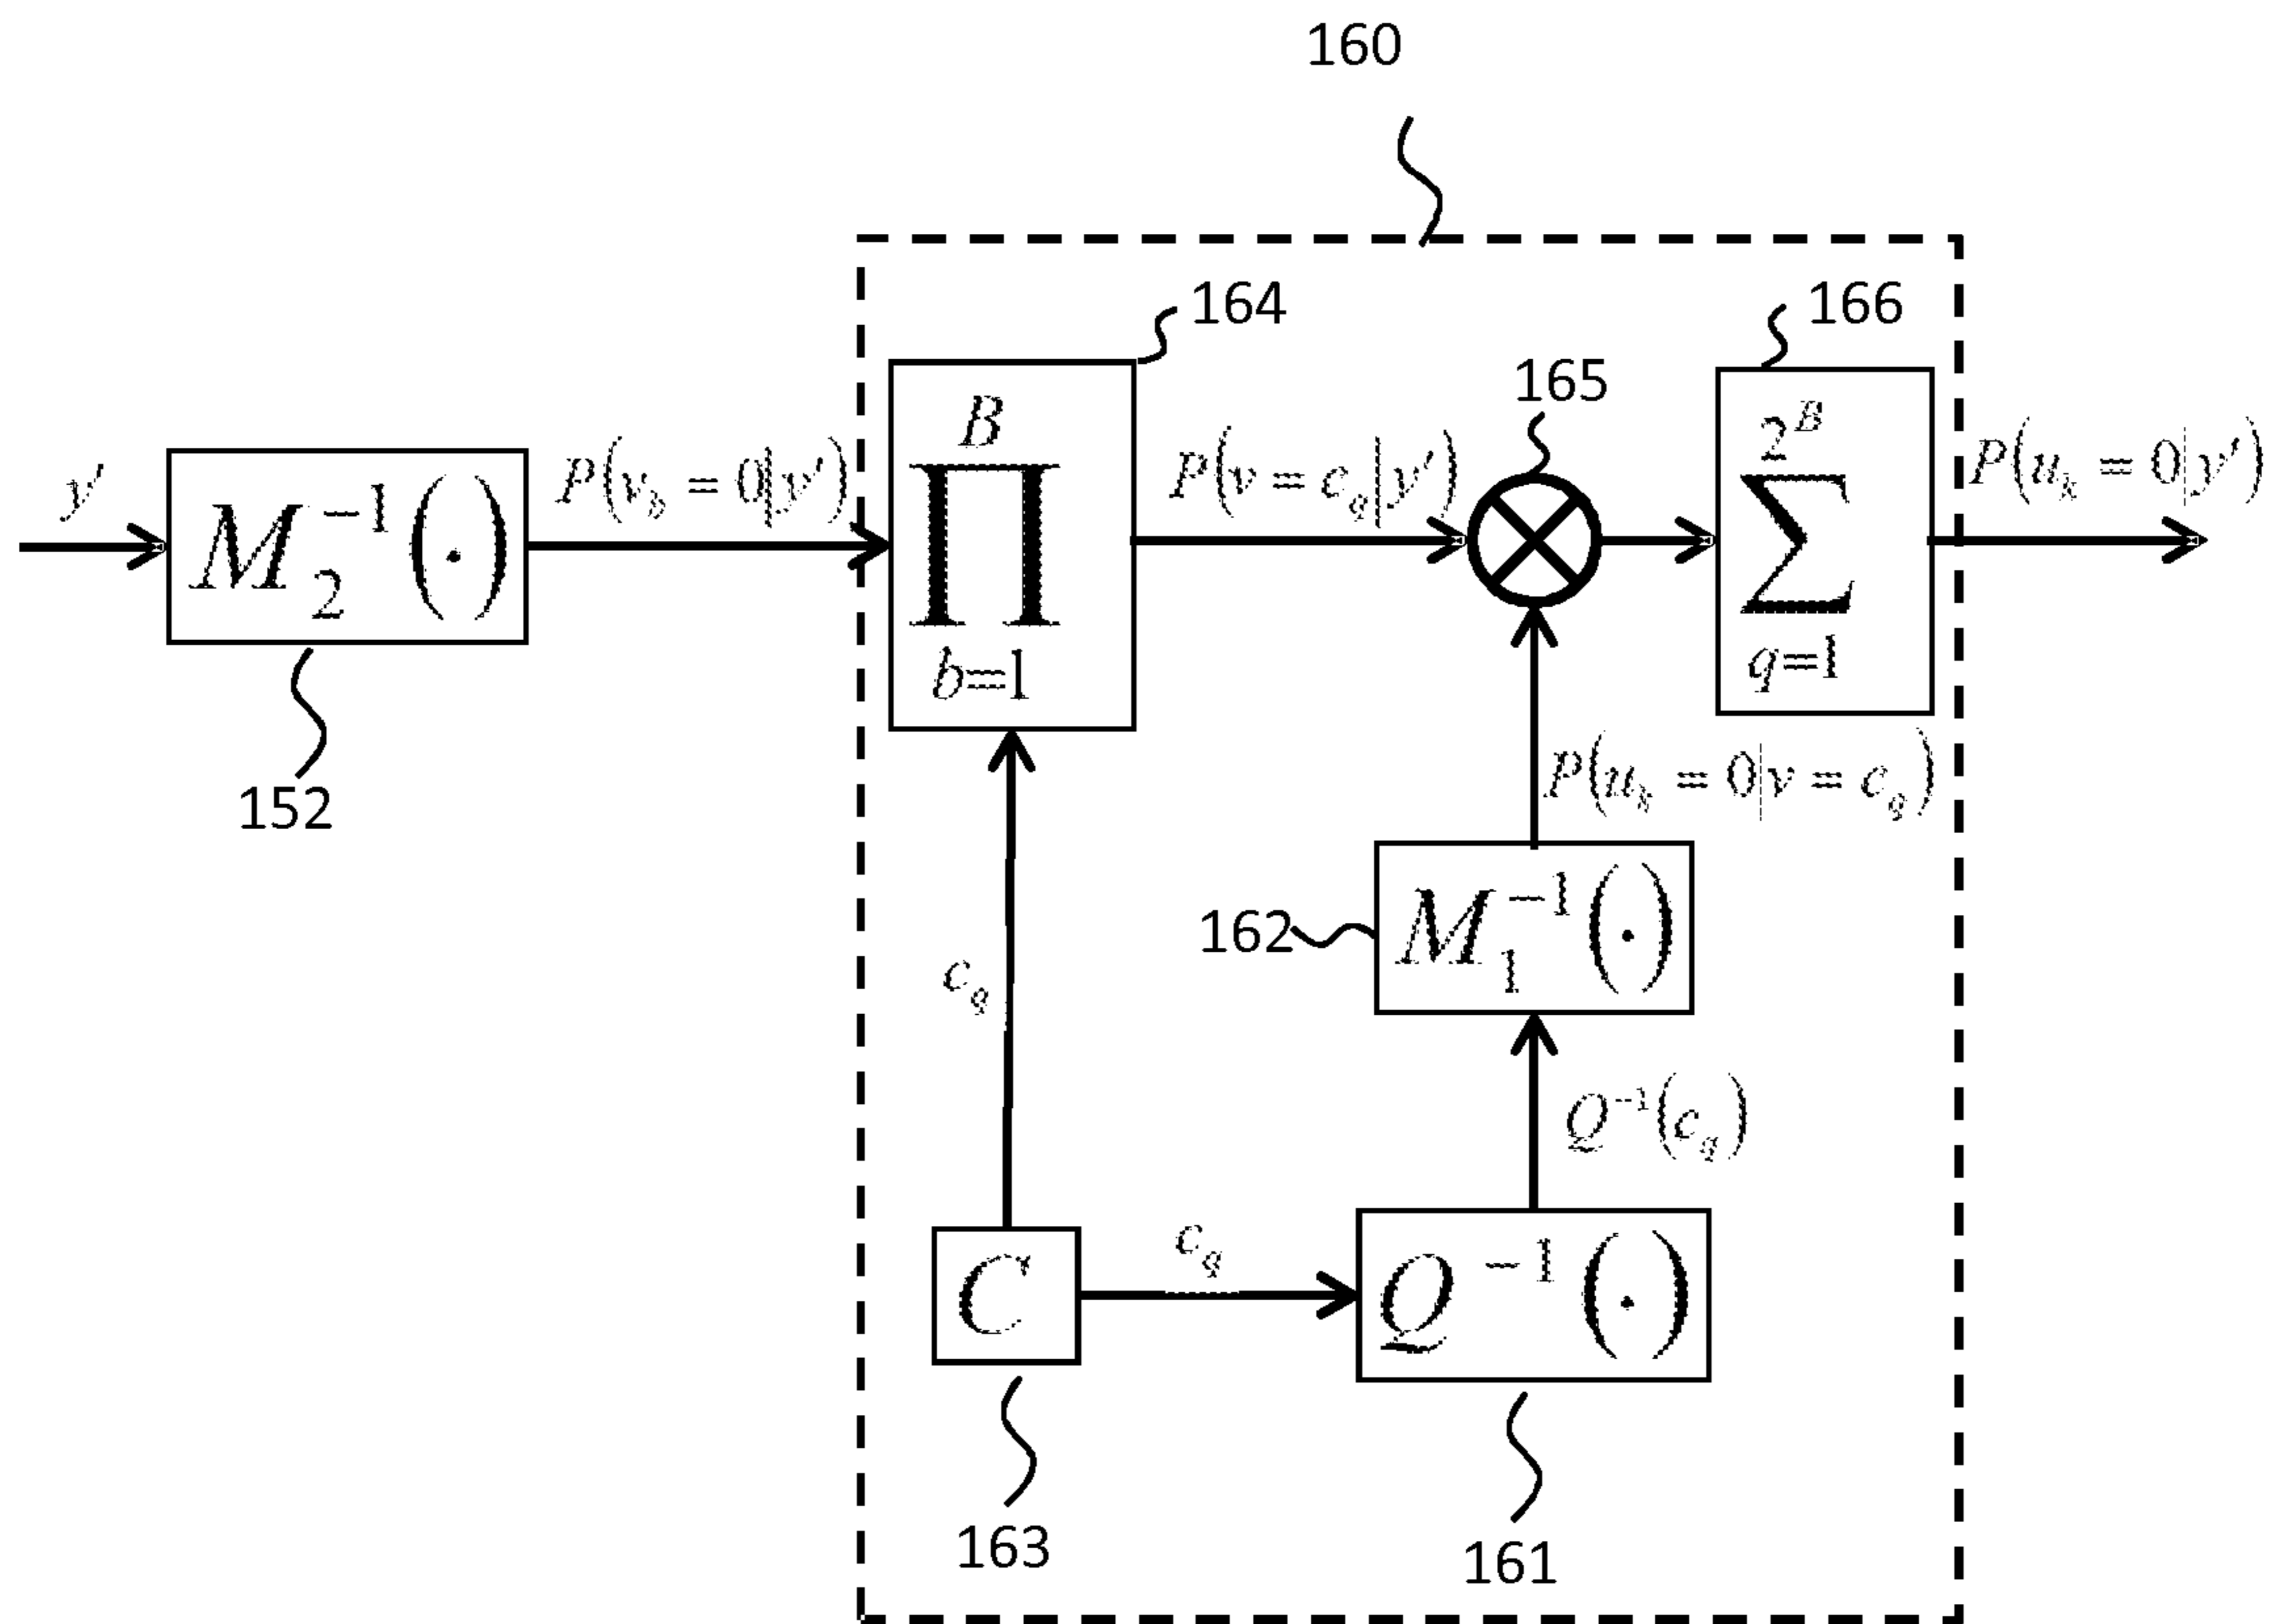 160
164
166
165
B
∏
b=1
2^B
∑
q=1
y'
M_2^{-1}(·)
P(v_b = 0|y')
P(v = c_q|y')
P(u_k = 0|y')
152
P(u_k = 0|v = c_q)
162
M_1^{-1}(·)
c_q
Q^{-1}(c_q)
C
c_q
Q^{-1}(·)
163
161